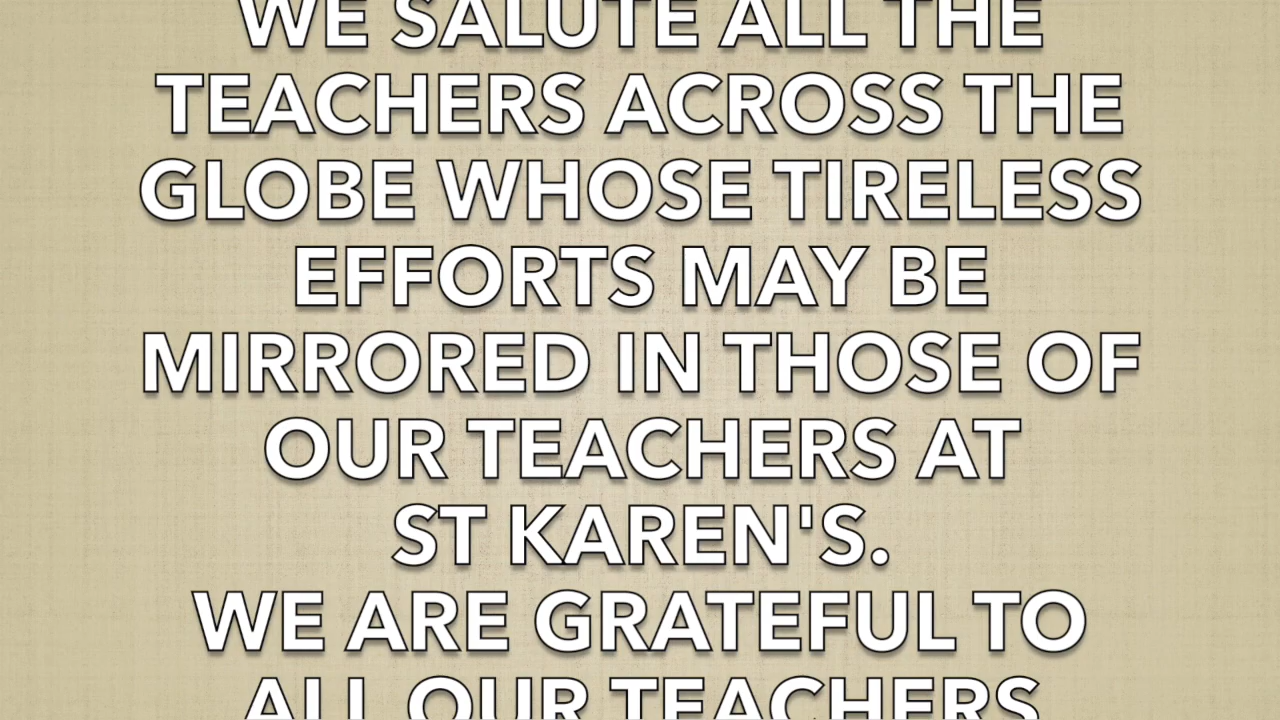 WE SALUTE ALL THE
TEACHERS ACROSS THE
GLOBE WHOSE TIRELESS
EFFORTS MAY BE
MIRRORED IN THOSE OF
OUR TEACHERS AT
ST KAREN'S.
WE ARE GRATEFUL TO
ALL OUR TEACHERS